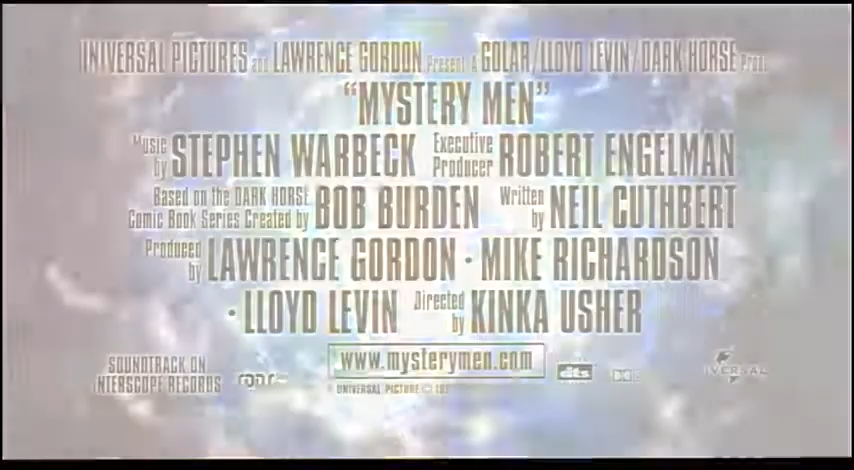 UNIVERSAL PICTURES and LAWRENCE GORDON Present A GOLAR/LLOYD LEVIN/DARK HORSE Prod.
"MYSTERY MEN"
Music by STEPHEN WARBECK Executive Producer ROBERT ENGELMAN
Based on the DARK HORSE Comic Book Series Created by BOB BURDEN Written by NEIL CUTHBERT
Produced by LAWRENCE GORDON · MIKE RICHARDSON
· LLOYD LEVIN Directed by KINKA USHER
SOUNDTRACK ON INTERSCOPE RECORDS
www.mysterymen.com
dts
UNIVERSAL
UNIVERSAL PICTURE